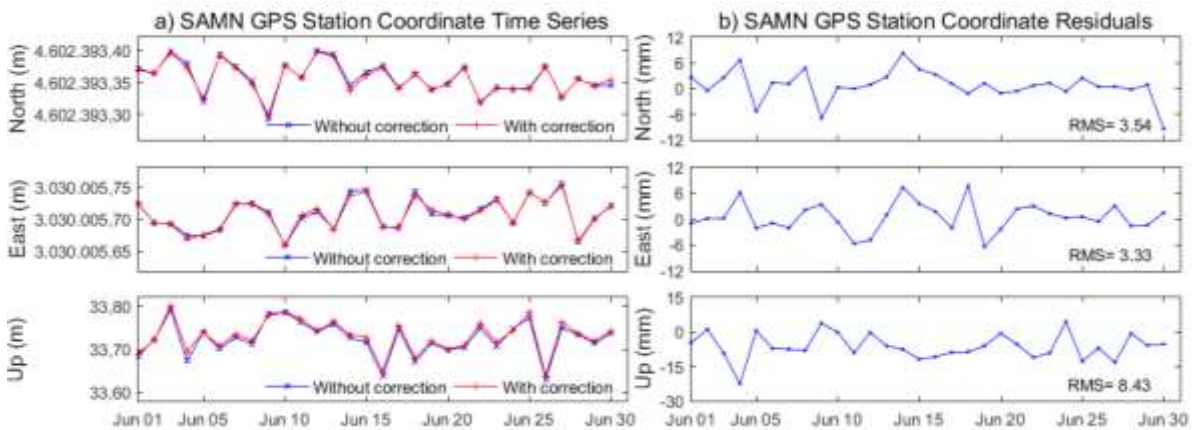 a) SAMN GPS Station Coordinate Time Series
North (m)
4.602.393,40
4.602.393,35
4.602.393,30
Without correction
With correction
East (m)
3.030.005,75
3.030.005,70
3.030.005,65
Without correction
With correction
Up (m)
33,80
33,70
33,60
Without correction
With correction
Jun 01 Jun 05 Jun 10 Jun 15 Jun 20 Jun 25 Jun 30
b) SAMN GPS Station Coordinate Residuals
North (mm)
12
6
0
-6
-12
RMS= 3.54
East (mm)
12
6
0
-6
-12
RMS= 3.33
Up (mm)
15
0
-15
-30
RMS= 8.43
Jun 01 Jun 05 Jun 10 Jun 15 Jun 20 Jun 25 Jun 30